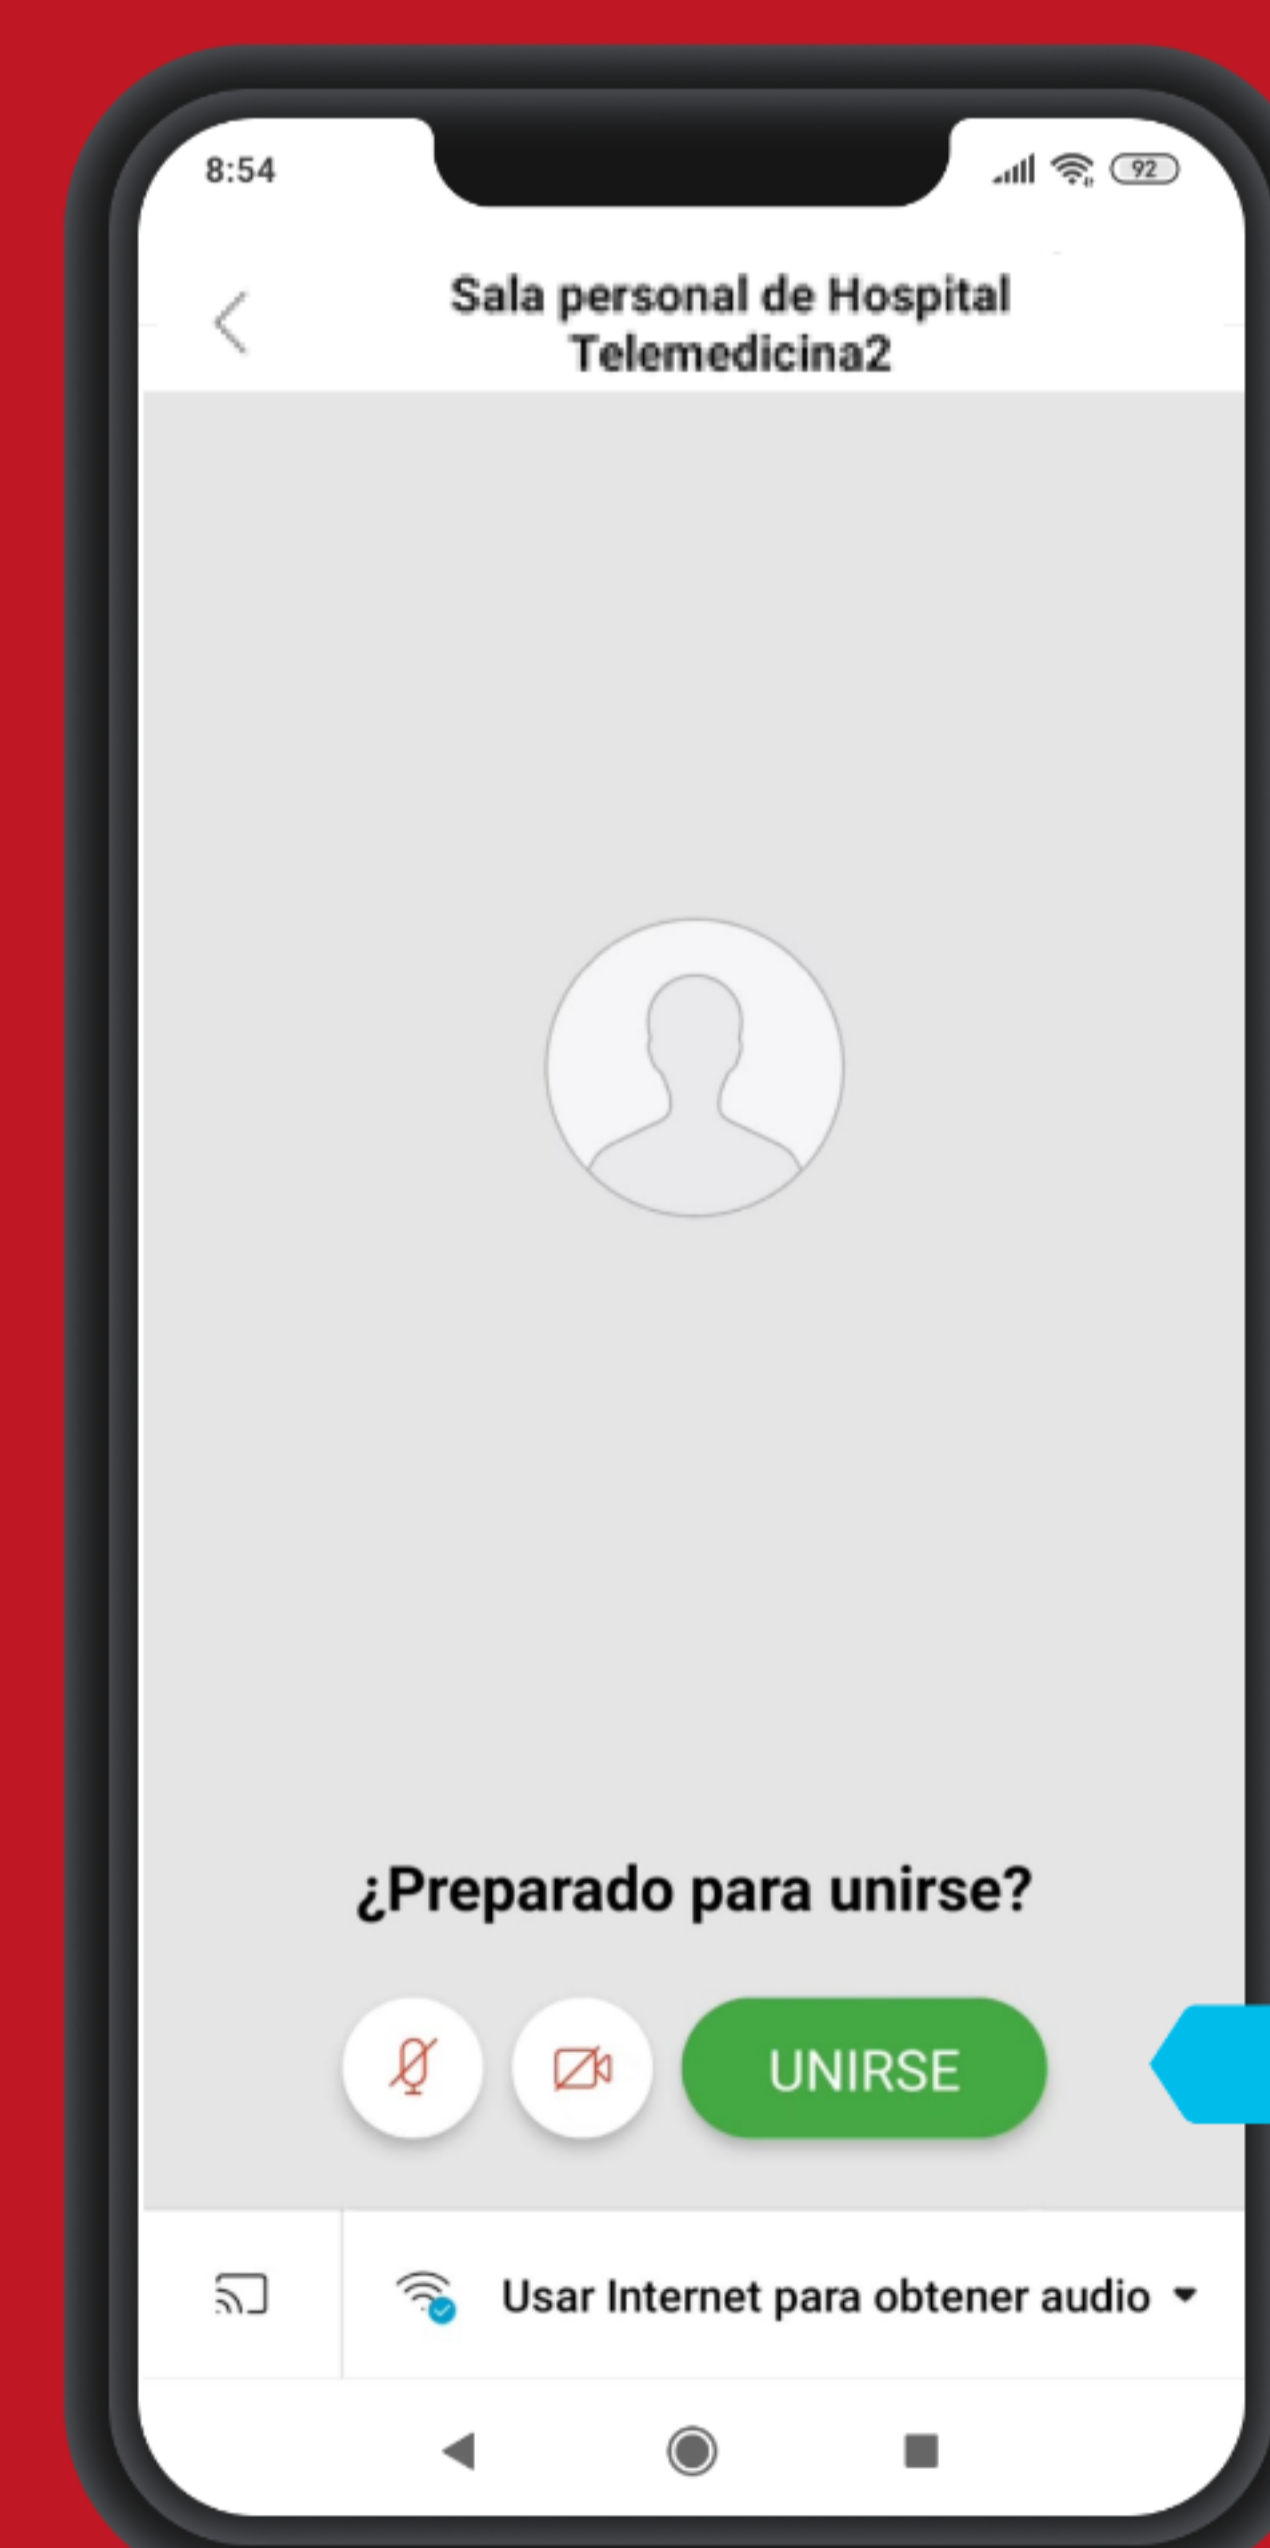 8:54
92
Sala personal de Hospital
Telemedicina2
¿Preparado para unirse?
UNIRSE
Usar Internet para obtener audio